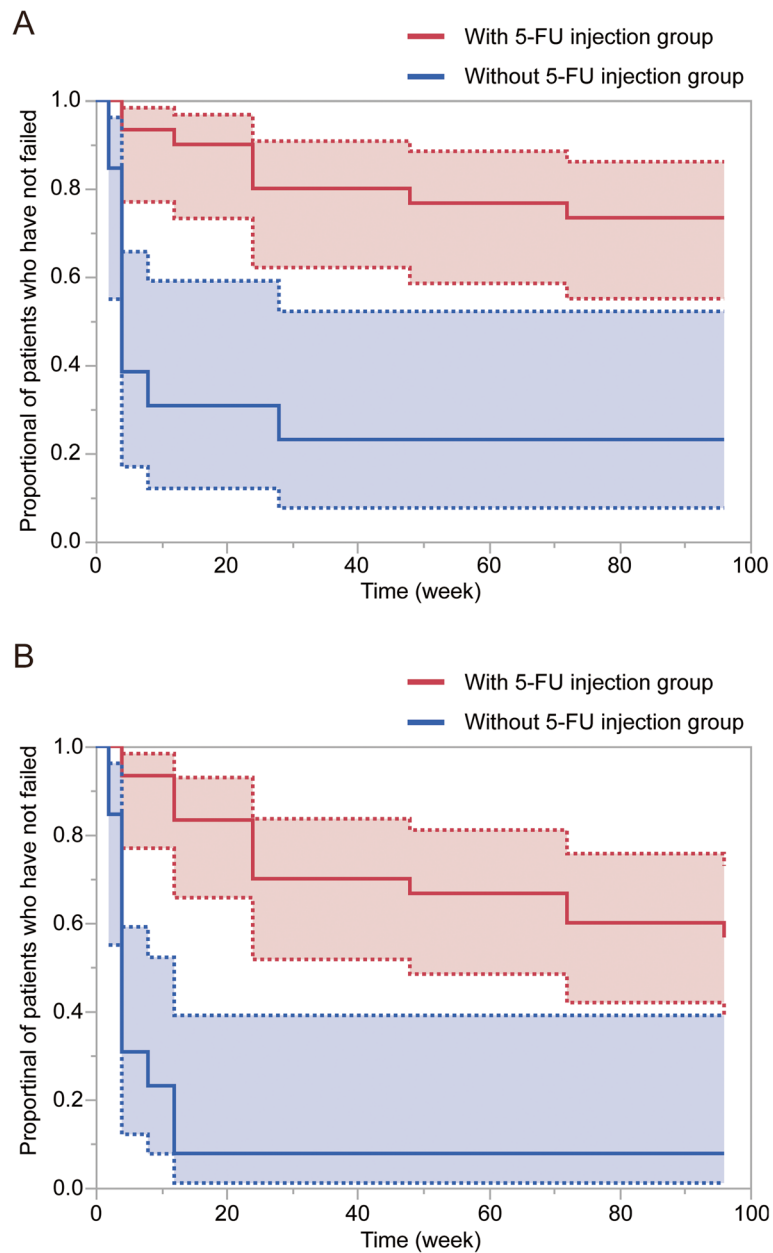 A
With 5-FU injection group
Without 5-FU injection group
Proportional of patients who have not failed
1.0
0.8
0.6
0.4
0.2
0.0
0 20 40 60 80 100
Time (week)
B
With 5-FU injection group
Without 5-FU injection group
Proportinal of patients who have not failed
1.0
0.8
0.6
0.4
0.2
0.0
0 20 40 60 80 100
Time (week)